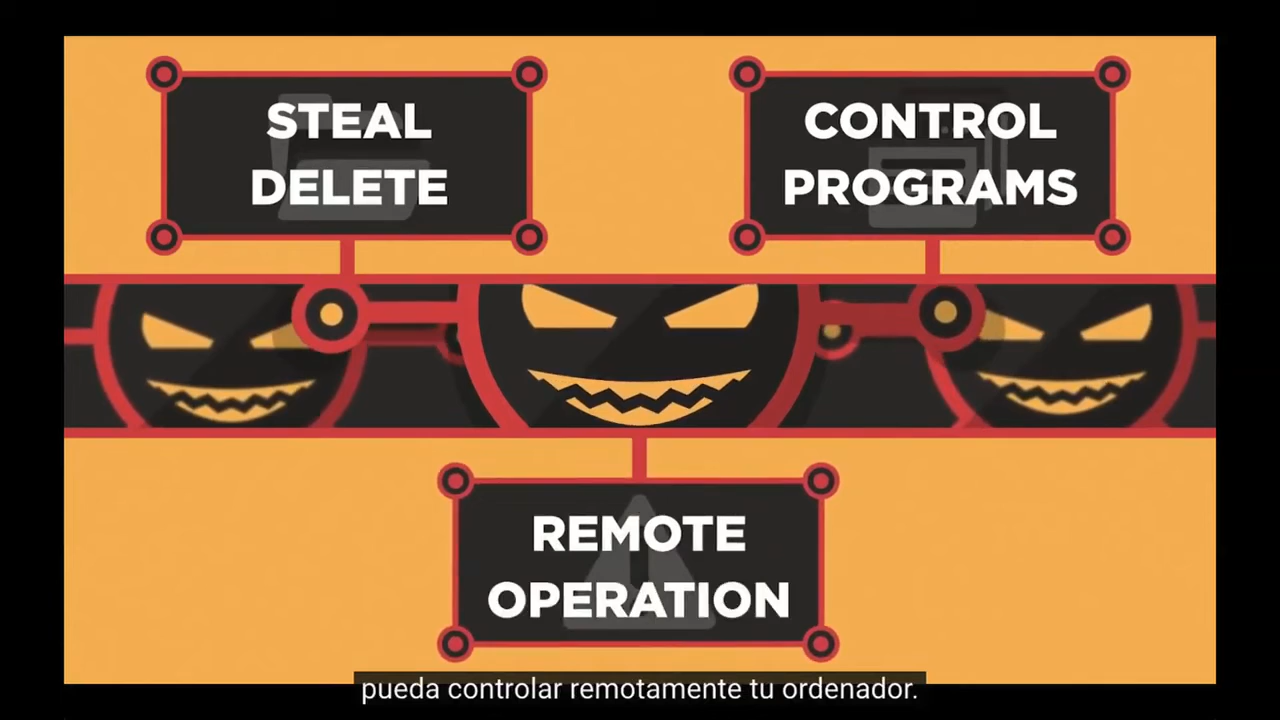 STEAL
DELETE
CONTROL
PROGRAMS
REMOTE
OPERATION
pueda controlar remotamente tu ordenador.